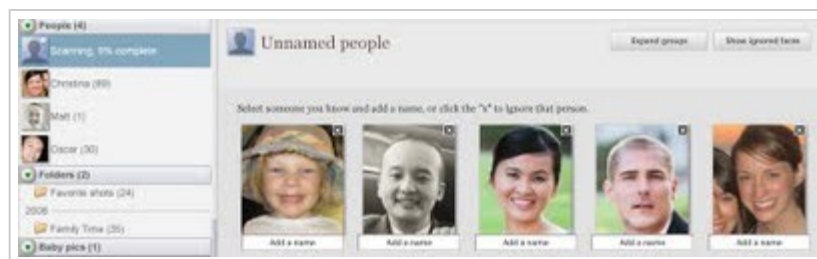 People (4)
Scanning, 5% complete
Christina (89)
Matt (1)
Oscar (30)
Folders (2)
Favorite shots (24)
2006
Family Time (35)
Baby pics (1)
Unnamed people
Expand groups
Show ignored faces
Select someone you know and add a name, or click the "x" to ignore that person.
Add a name
Add a name
Add a name
Add a name
Add a name